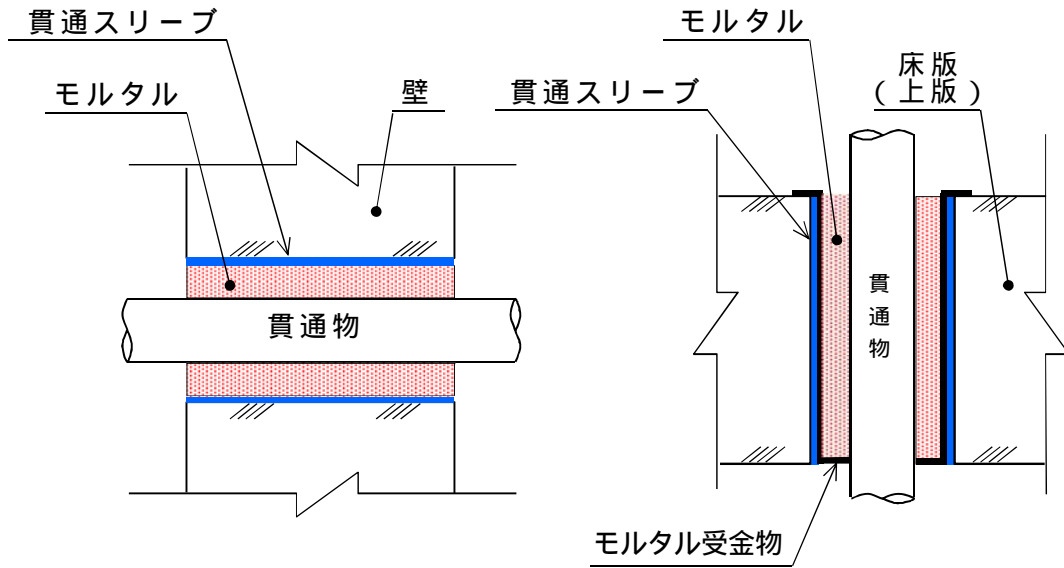 貫通スリーブ
モルタル
壁
貫通物
モルタル
貫通スリーブ
床版
(上版)
貫通物
モルタル受金物